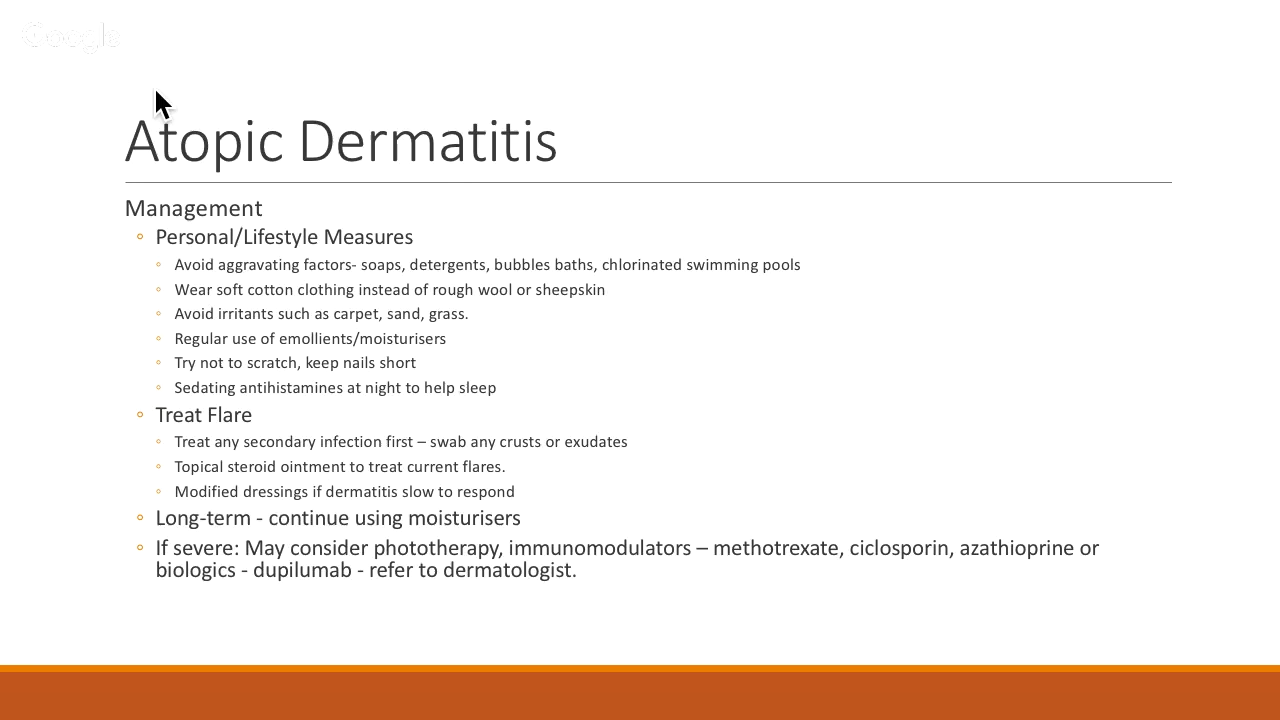 Google
Atopic Dermatitis
Management
Personal/Lifestyle Measures
Avoid aggravating factors- soaps, detergents, bubbles baths, chlorinated swimming pools
Wear soft cotton clothing instead of rough wool or sheepskin
Avoid irritants such as carpet, sand, grass.
Regular use of emollients/moisturisers
Try not to scratch, keep nails short
Sedating antihistamines at night to help sleep
Treat Flare
Treat any secondary infection first – swab any crusts or exudates
Topical steroid ointment to treat current flares.
Modified dressings if dermatitis slow to respond
Long-term - continue using moisturisers
If severe: May consider phototherapy, immunomodulators – methotrexate, ciclosporin, azathioprine or
biologics - dupilumab - refer to dermatologist.